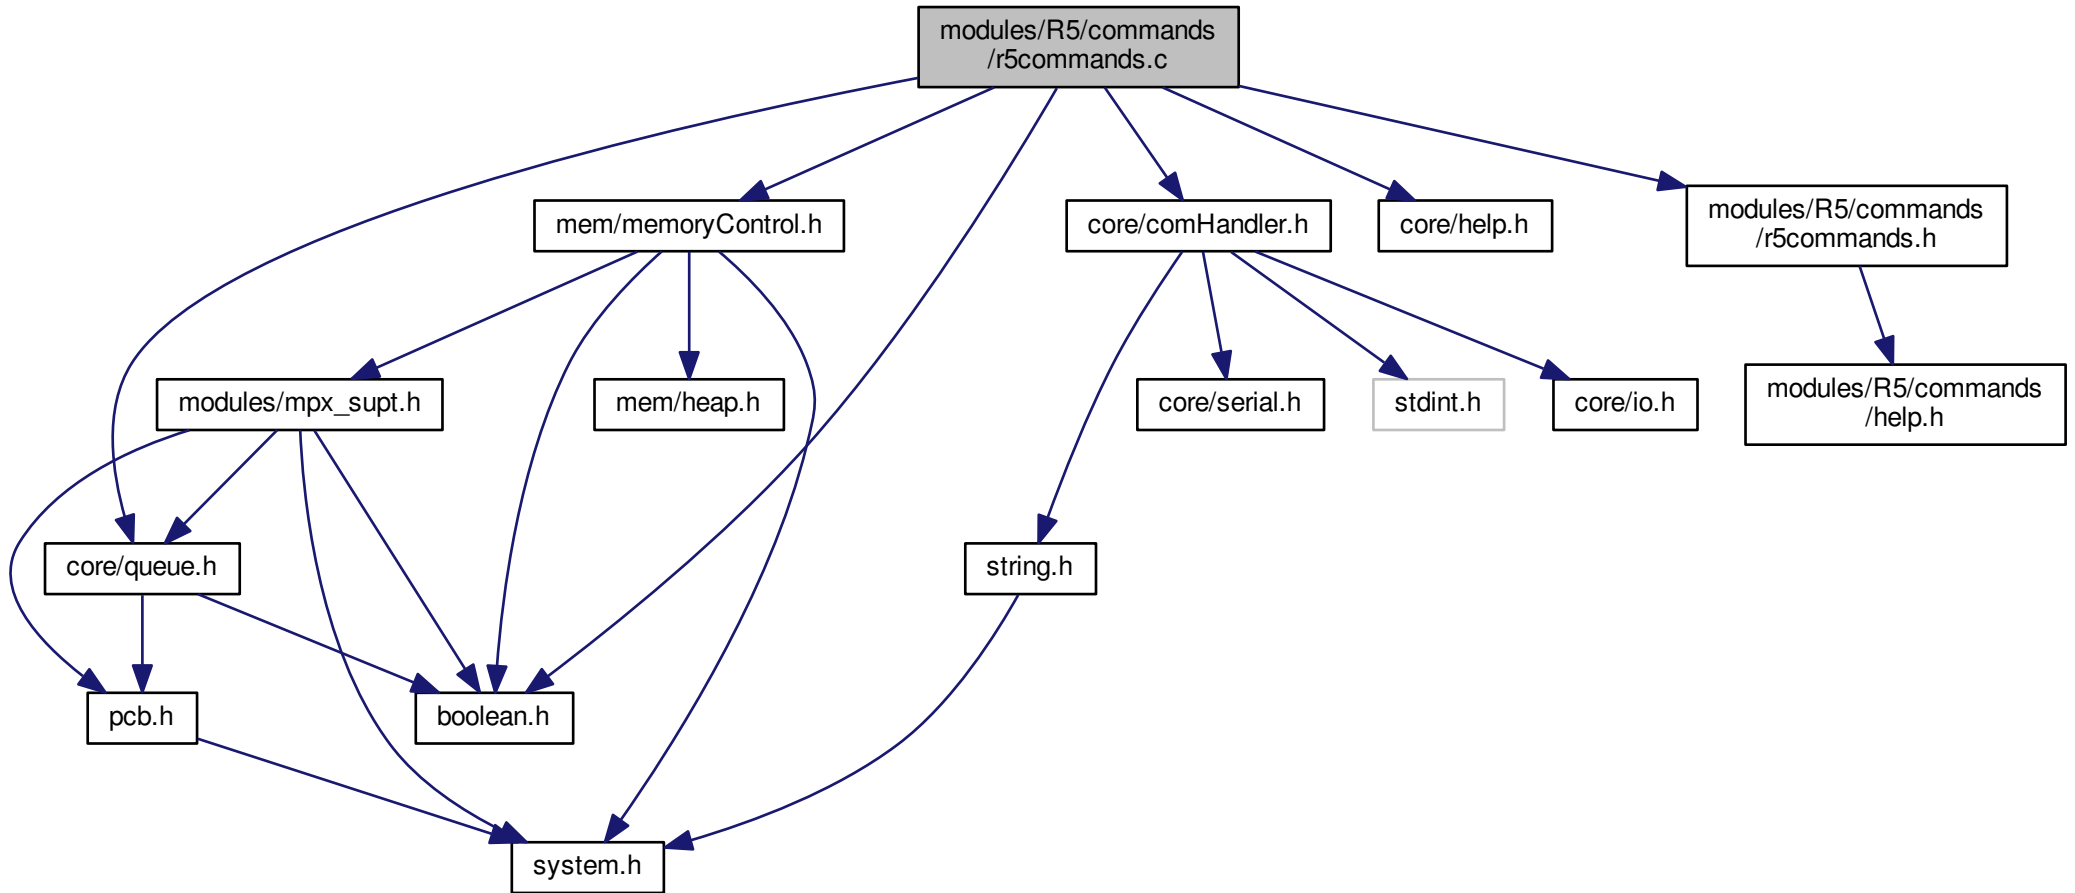 modules/R5/commands
/r5commands.c
mem/memoryControl.h
core/comHandler.h
core/help.h
modules/R5/commands
/r5commands.h
modules/mpx_supt.h
mem/heap.h
core/serial.h
stdint.h
core/io.h
modules/R5/commands
/help.h
core/queue.h
string.h
pcb.h
boolean.h
system.h